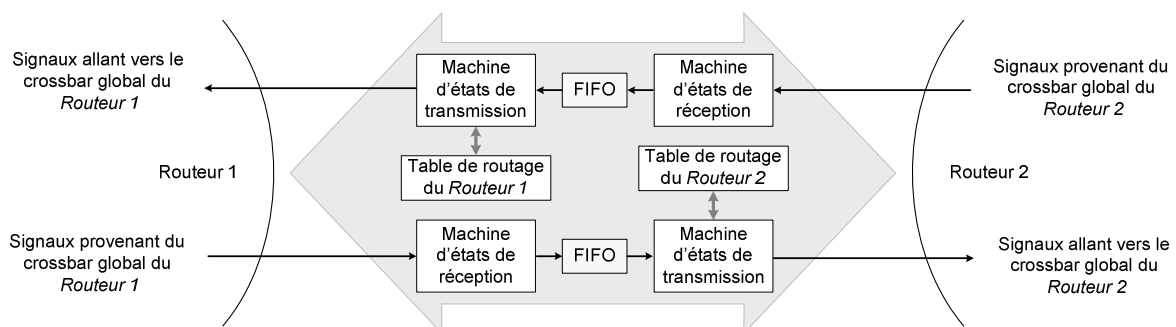 Signaux allant vers le
crossbar global du
Routeur 1
Machine
d'états de
transmission
FIFO
Machine
d'états de
réception
Signaux provenant du
crossbar global du
Routeur 2
Routeur 1
Table de routage
du Routeur 1
Table de routage
du Routeur 2
Routeur 2
Signaux provenant du
crossbar global du
Routeur 1
Machine
d'états de
réception
FIFO
Machine
d'états de
transmission
Signaux allant vers le
crossbar global du
Routeur 2